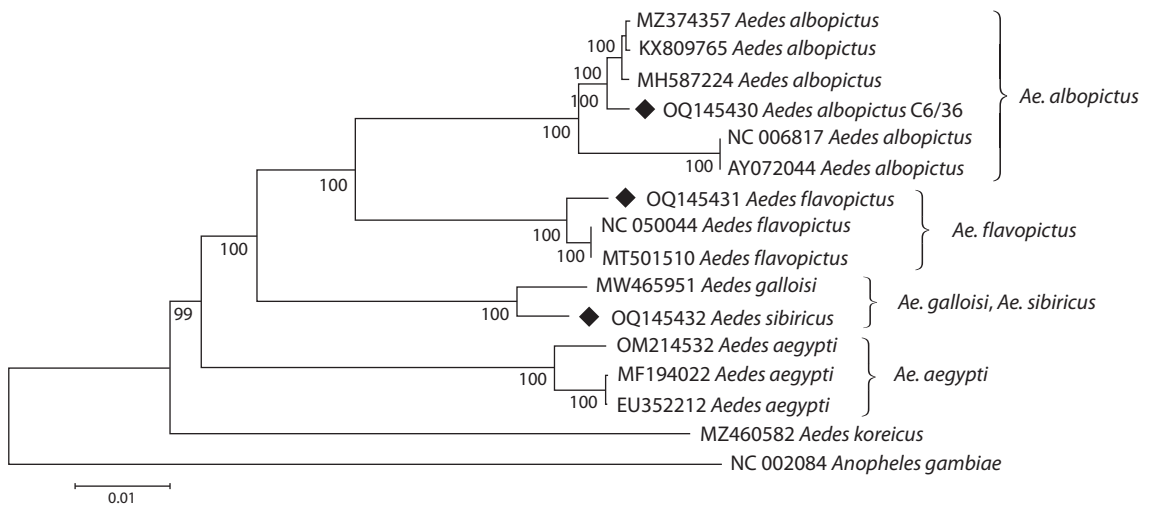 MZ374357 Aedes albopictus
100
KX809765 Aedes albopictus
100
MH587224 Aedes albopictus
100
OQ145430 Aedes albopictus C6/36
Ae. albopictus
100
NC 006817 Aedes albopictus
100
AY072044 Aedes albopictus
100
OQ145431 Aedes flavopictus
NC 050044 Aedes flavopictus
Ae. flavopictus
100
100
MT501510 Aedes flavopictus
100
MW465951 Aedes galloisi
Ae. galloisi, Ae. sibiricus
100
OQ145432 Aedes sibiricus
99
OM214532 Aedes aegypti
100
MF194022 Aedes aegypti
Ae. aegypti
100
EU352212 Aedes aegypti
MZ460582 Aedes koreicus
NC 002084 Anopheles gambiae
0.01